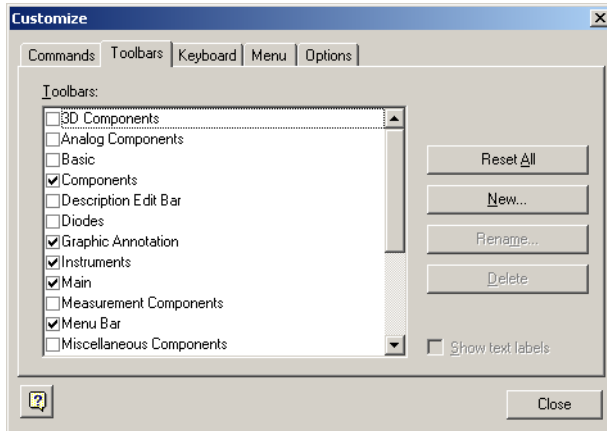 Customize
Commands Toolbars Keyboard Menu Options
Toolbars:
3D Components
Analog Components
Basic
Components
Description Edit Bar
Diodes
Graphic Annotation
Instruments
Main
Measurement Components
Menu Bar
Miscellaneous Components
Reset All
New...
Rename...
Delete
Show text labels
Close